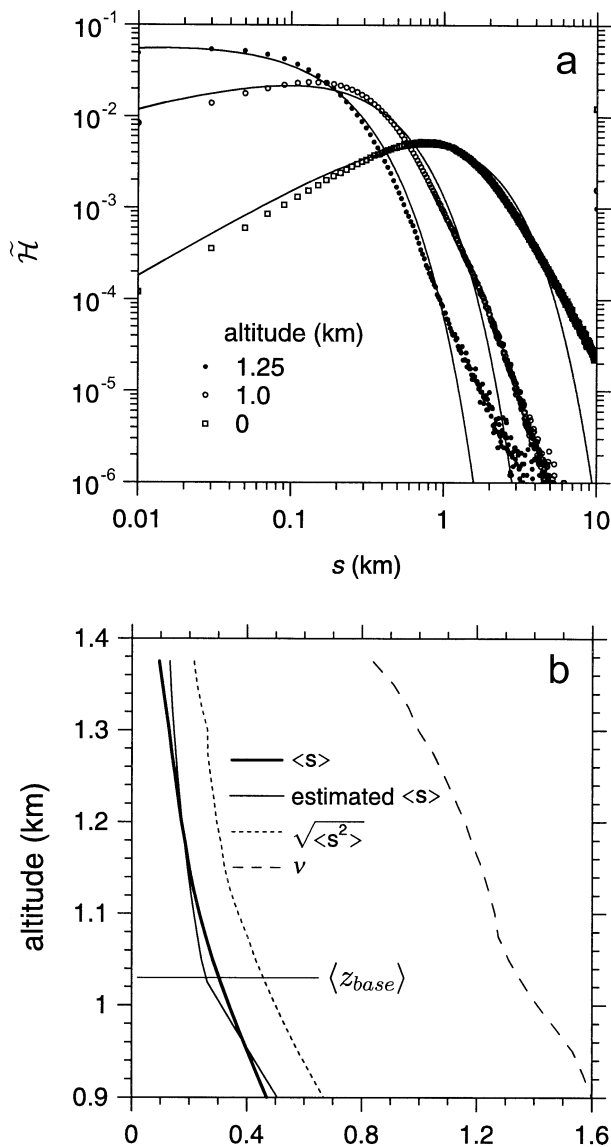 a
10^-1
10^-2
10^-3
10^-4
10^-5
10^-6
H̃
altitude (km)
1.25
1.0
0
0.01 0.1 1 10
s (km)
b
1.4
1.3
1.2
1.1
1
0.9
altitude (km)
<s>
estimated <s>
√<s²>
ν
⟨z_base⟩
0 0.4 0.8 1.2 1.6